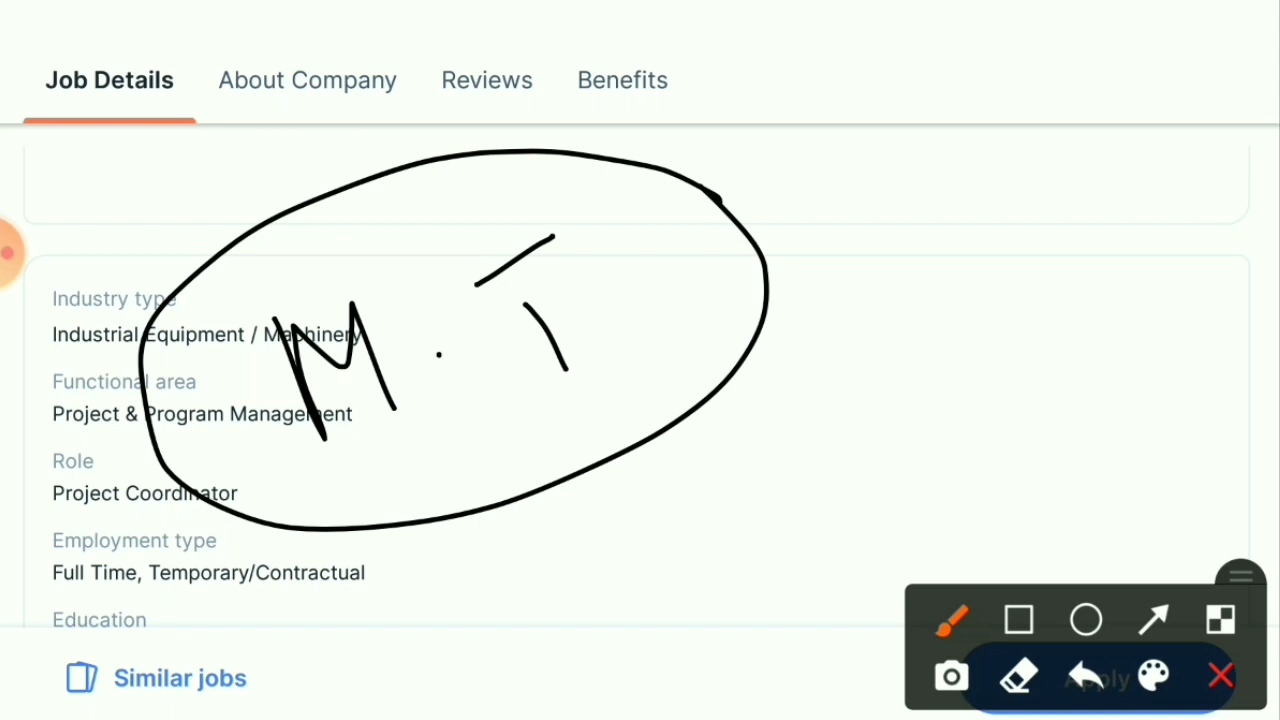 Job Details About Company Reviews Benefits
M. T
Industry type
Industrial Equipment / Machinery
Functional area
Project & Program Management
Role
Project Coordinator
Employment type
Full Time, Temporary/Contractual
Education
Similar jobs
Apply